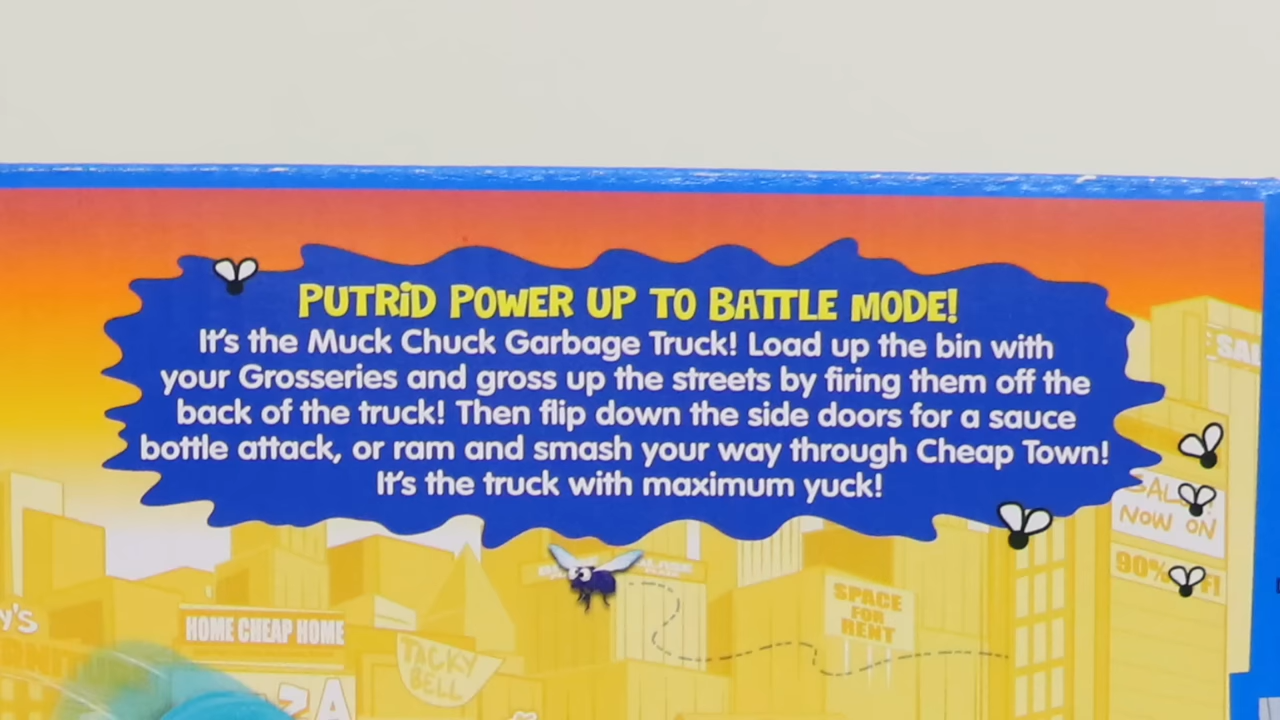 PUTRiD POWER UP TO BATTLE MODE!
It's the Muck Chuck Garbage Truck! Load up the bin with
your Grosseries and gross up the streets by firing them off the
back of the truck! Then flip down the side doors for a sauce
bottle attack, or ram and smash your way through Cheap Town!
It's the truck with maximum yuck!
NOW ON
90%
SPACE
FOR
RENT
HOME CHEAP HOME
TACKY
BELL